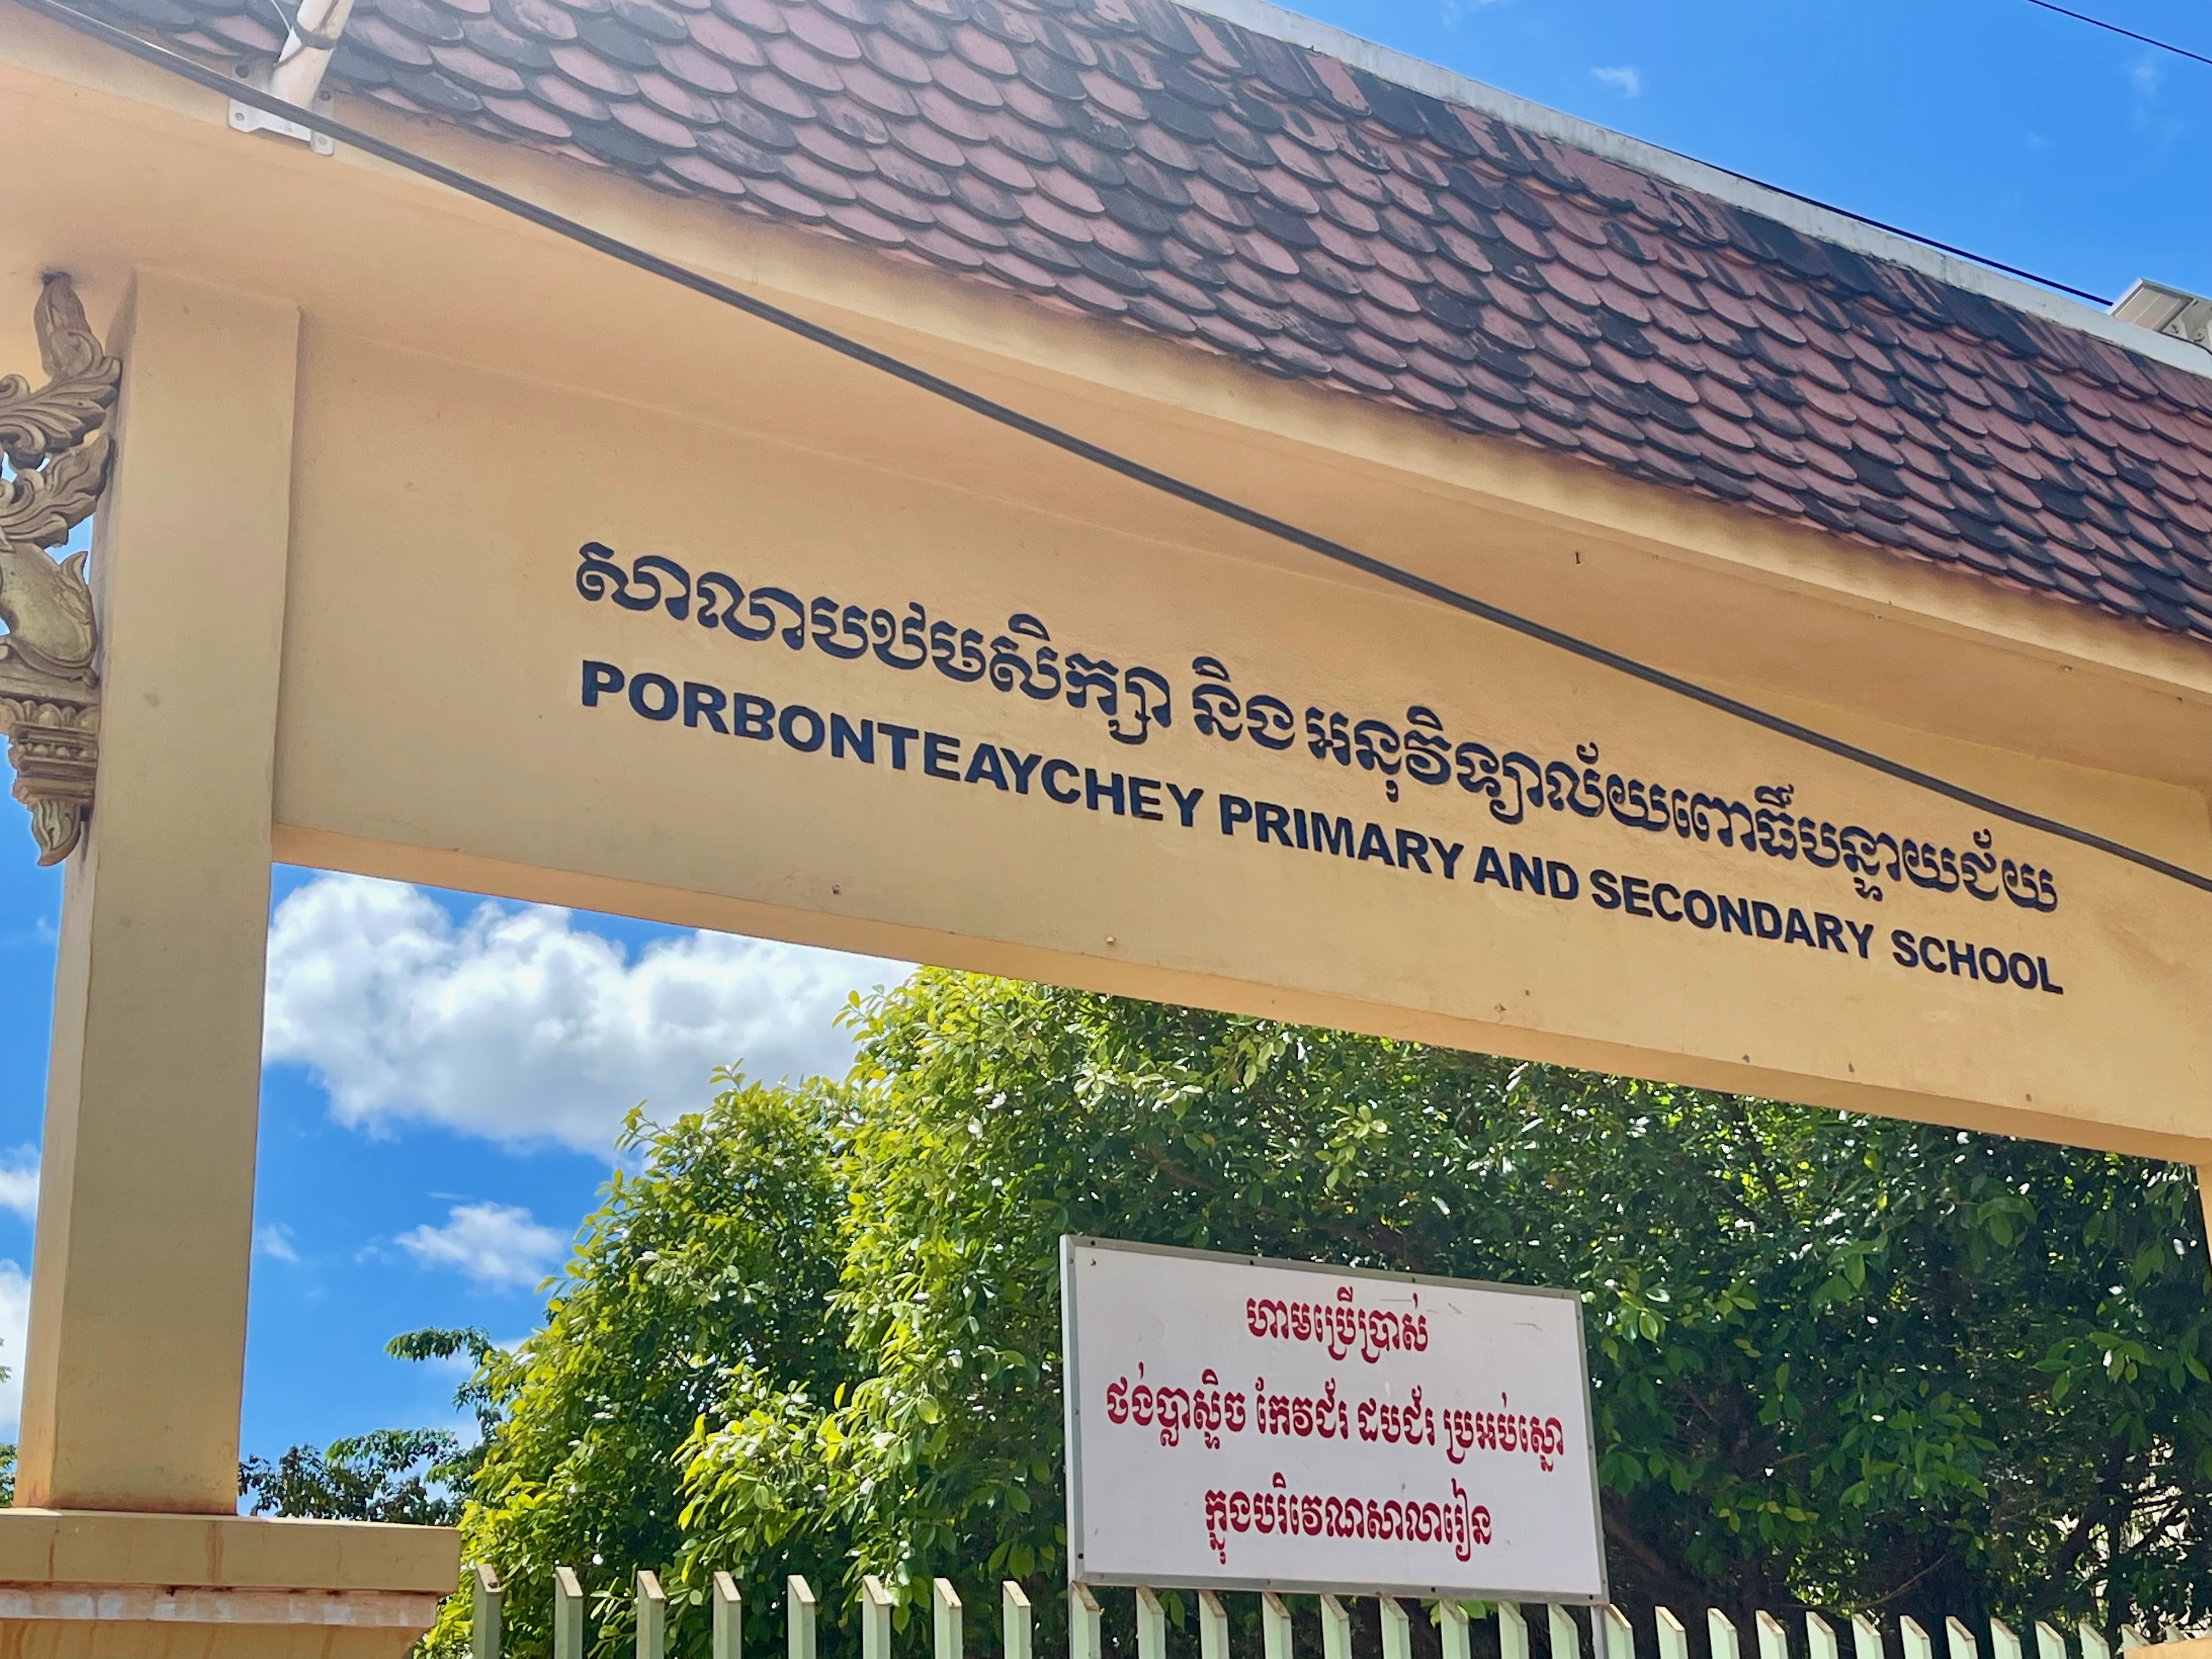 សាលាបឋមសិក្សា និង អនុវិទ្យាល័យពោធិ៍បន្ទាយជ័យ
PORBONTEAYCHEY PRIMARY AND SECONDARY SCHOOL
ហាមប្រើប្រាស់
ថង់ប្លាស្ទិច កែវជ័រ ដបជ័រ ប្រអប់ស្នោ
ក្នុងបរិវេណសាលារៀន